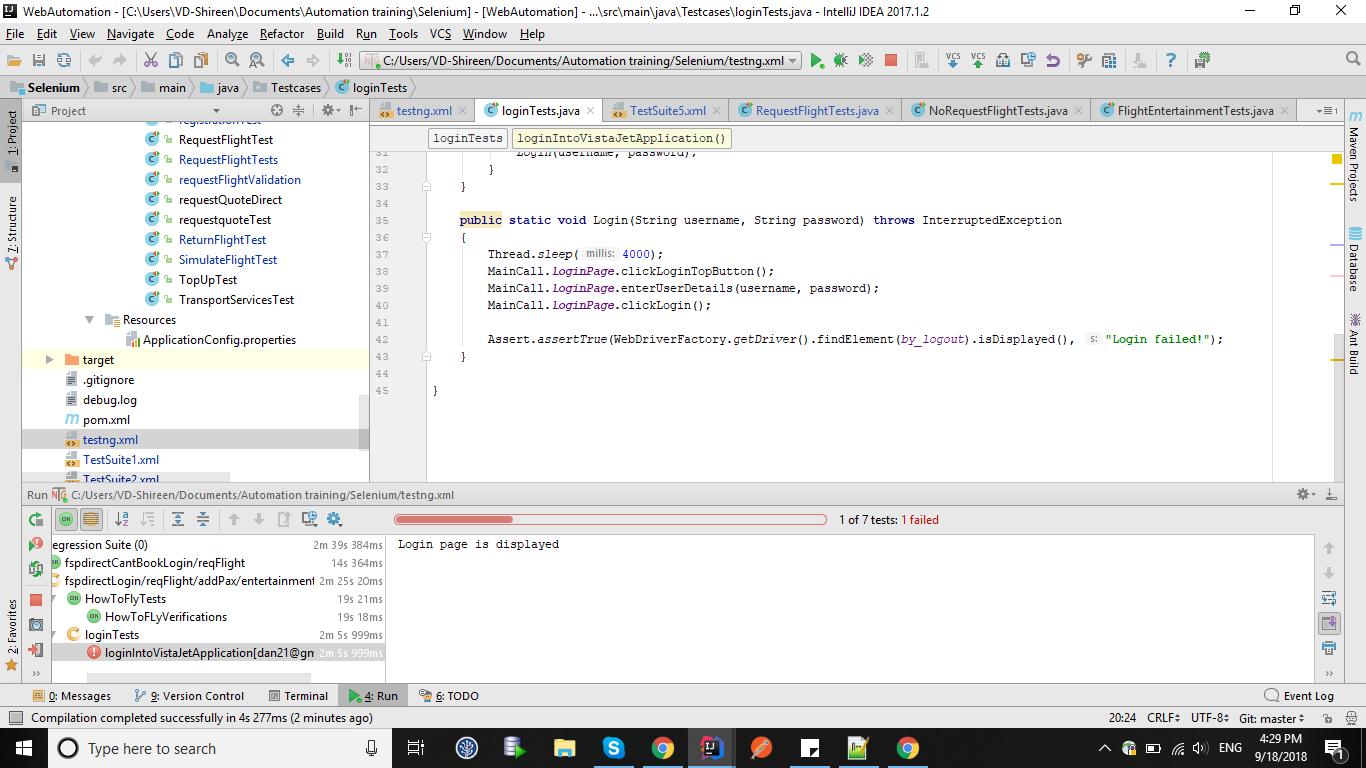 WebAutomation - [C:\Users\VD-Shireen\Documents\Automation training\Selenium] - [WebAutomation] - ...\src\main\java\Testcases\loginTests.java - IntelliJ IDEA 2017.1.2
File Edit View Navigate Code Analyze Refactor Build Run Tools VCS Window Help
C:/Users/VD-Shireen/Documents/Automation training/Selenium/testng.xml
Selenium src main java Testcases loginTests
1: Project
7: Structure
2: Favorites
Project
registrationTest
RequestFlightTest
RequestFlightTests
requestFlightValidation
requestQuoteDirect
requestquoteTest
ReturnFlightTest
SimulateFlightTest
TopUpTest
TransportServicesTest
Resources
ApplicationConfig.properties
target
.gitignore
debug.log
pom.xml
testng.xml
TestSuite1.xml
TestSuite2.xml
testng.xml loginTests.java TestSuite5.xml RequestFlightTests.java NoRequestFlightTests.java FlightEntertainmentTests.java
loginTests loginIntoVistaJetApplication()
31 Login(username, password);
32 }
33 }
34
35 public static void Login(String username, String password) throws InterruptedException
36 {
37 Thread.sleep( millis: 4000);
38 MainCall.loginPage.clickLoginTopButton();
39 MainCall.loginPage.enterUserDetails(username, password);
40 MainCall.loginPage.clickLogin();
41
42 Assert.assertTrue(WebDriverFactory.getDriver().findElement(by_logout).isDisplayed(), s: "Login failed!");
43 }
44
45 }
Maven Projects
Database
Ant Build
Run C:/Users/VD-Shireen/Documents/Automation training/Selenium/testng.xml
1 of 7 tests: 1 failed
egression Suite (0) 2m 39s 384ms
fspdirectCantBookLogin/reqFlight 14s 364ms
fspdirectLogin/reqFlight/addPax/entertainment 2m 25s 20ms
HowToFlyTests 19s 21ms
HowToFLyVerifications 19s 18ms
loginTests 2m 5s 999ms
loginIntoVistaJetApplication[dan21@gm 2m 5s 999ms
Login page is displayed
0: Messages 9: Version Control Terminal 4: Run 6: TODO Event Log
Compilation completed successfully in 4s 277ms (2 minutes ago) 20:24 CRLF UTF-8 Git: master
Type here to search ENG 4:29 PM
9/18/2018
1